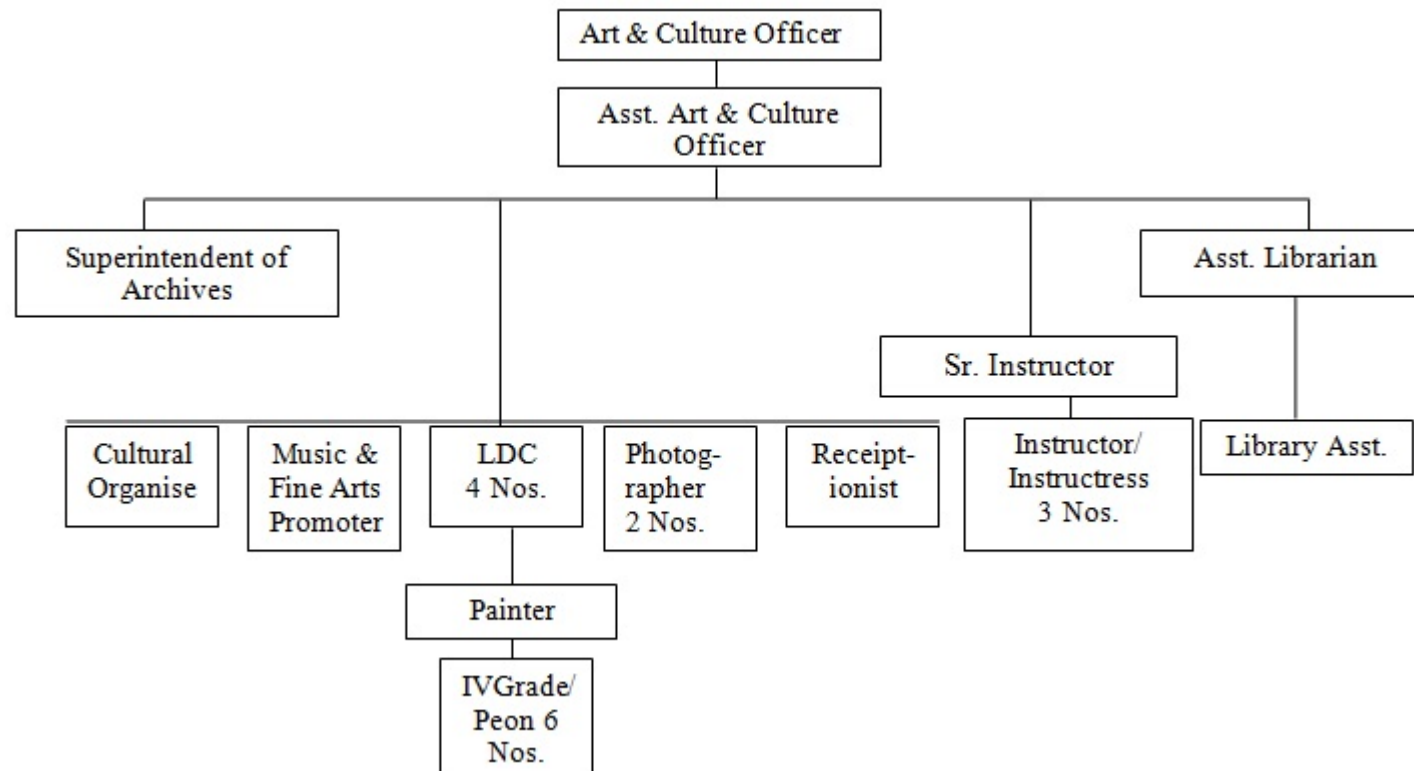 Art & Culture Officer
Asst. Art & Culture
Officer
Superintendent of
Archives
Asst. Librarian
Sr. Instructor
Cultural
Organise
Music &
Fine Arts
Promoter
LDC
4 Nos.
Photog-
rapher
2 Nos.
Receipt-
ionist
Instructor/
Instructress
3 Nos.
Library Asst.
Painter
IVGrade/
Peon 6
Nos.